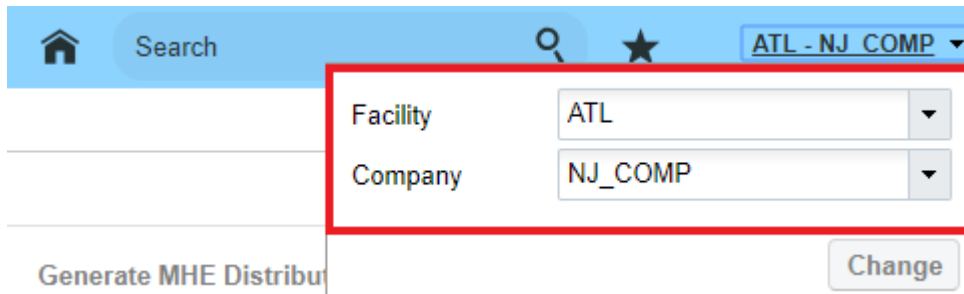 Search ATL - NJ_COMP
Facility ATL
Company NJ_COMP
Change
Generate MHE Distribut